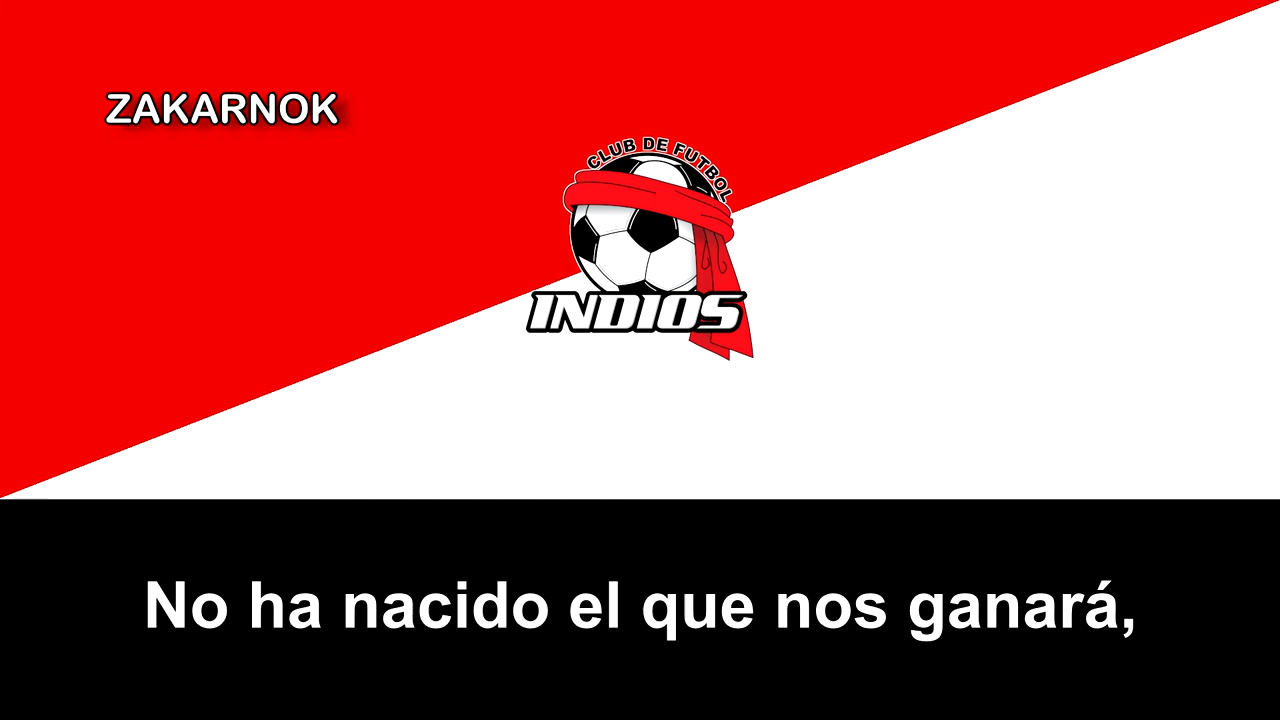 ZAKARNOK
CLUB DE FUTBOL
INDIOS
No ha nacido el que nos ganará,